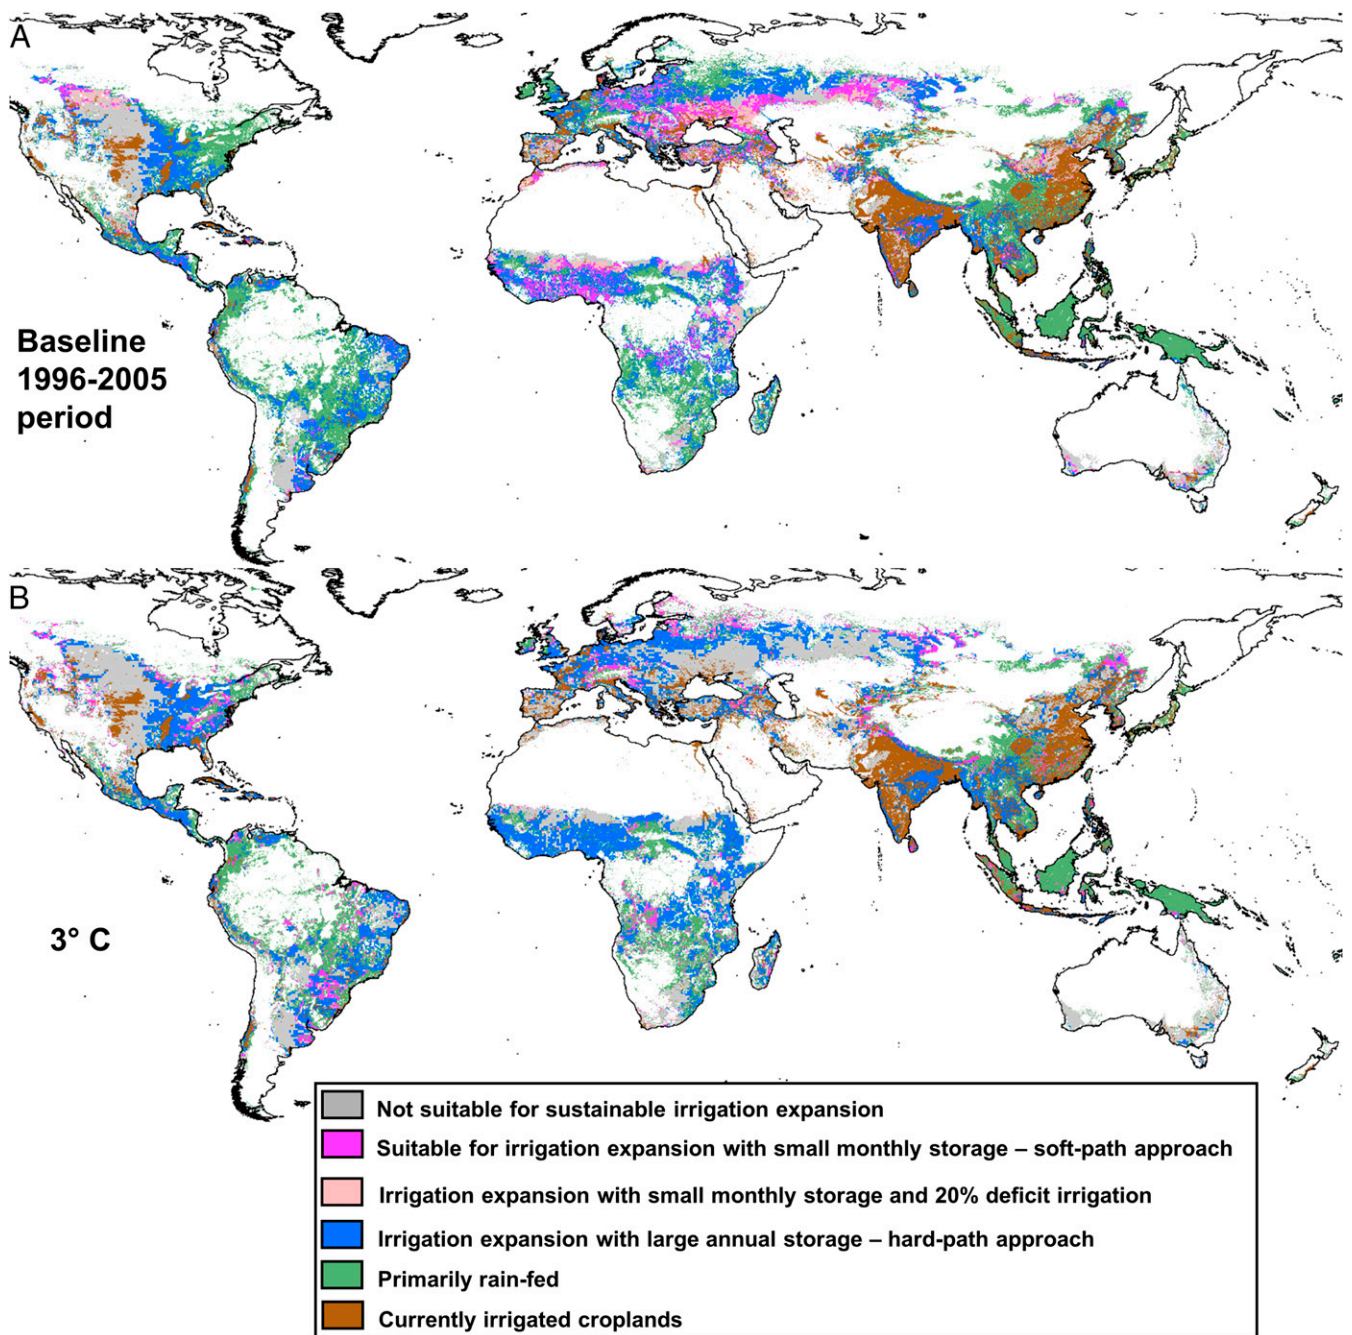 A
Baseline
1996-2005
period
B
3° C
Not suitable for sustainable irrigation expansion
Suitable for irrigation expansion with small monthly storage – soft-path approach
Irrigation expansion with small monthly storage and 20% deficit irrigation
Irrigation expansion with large annual storage – hard-path approach
Primarily rain-fed
Currently irrigated croplands